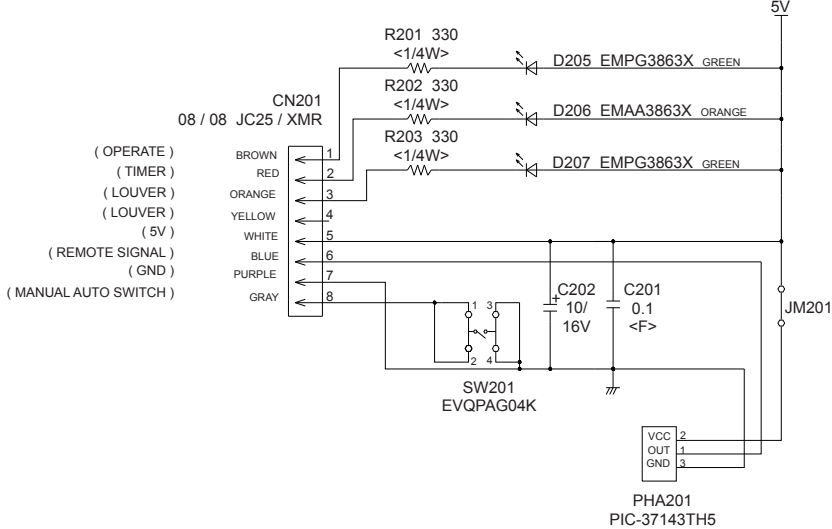 5V
R201 330
<1/4W>
D205 EMPG3863X GREEN
R202 330
<1/4W>
D206 EMAA3863X ORANGE
R203 330
<1/4W>
D207 EMPG3863X GREEN
CN201
08 / 08 JC25 / XMR
( OPERATE ) BROWN 1
( TIMER ) RED 2
( LOUVER ) ORANGE 3
( LOUVER ) YELLOW 4
( 5V ) WHITE 5
( REMOTE SIGNAL ) BLUE 6
( GND ) PURPLE 7
( MANUAL AUTO SWITCH ) GRAY 8
1 3
2 4
SW201
EVQPAG04K
+
C202
10/
16V
C201
0.1
<F>
JM201
VCC 2
OUT 1
GND 3
PHA201
PIC-37143TH5